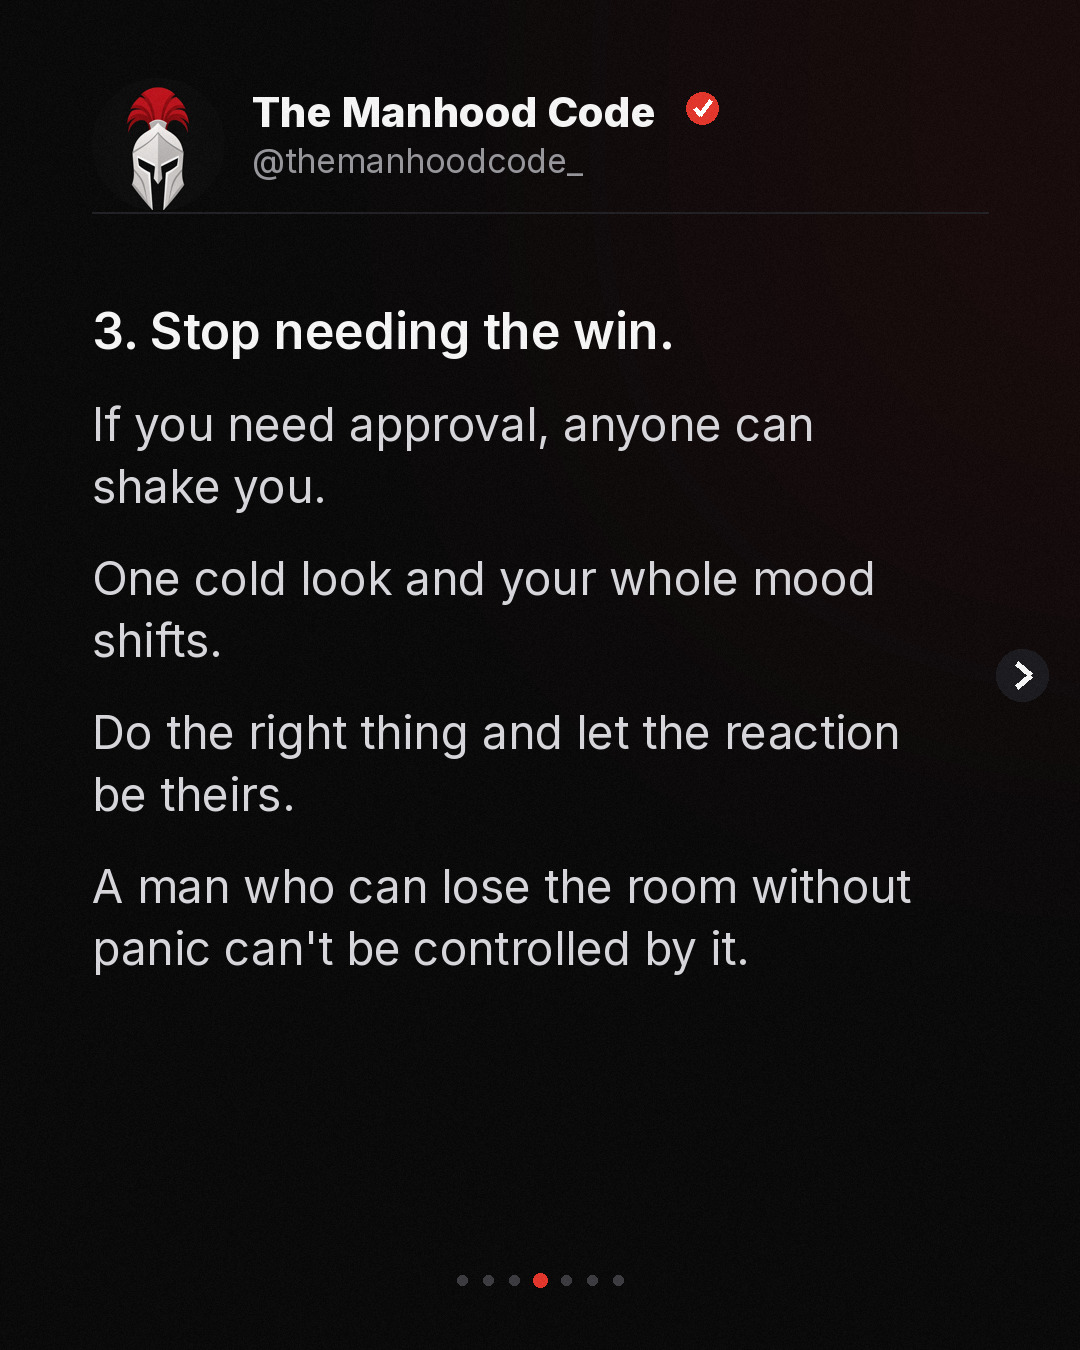 The Manhood Code
@themanhoodcode_
3. Stop needing the win.
If you need approval, anyone can
shake you.
One cold look and your whole mood
shifts.
Do the right thing and let the reaction
be theirs.
A man who can lose the room without
panic can't be controlled by it.